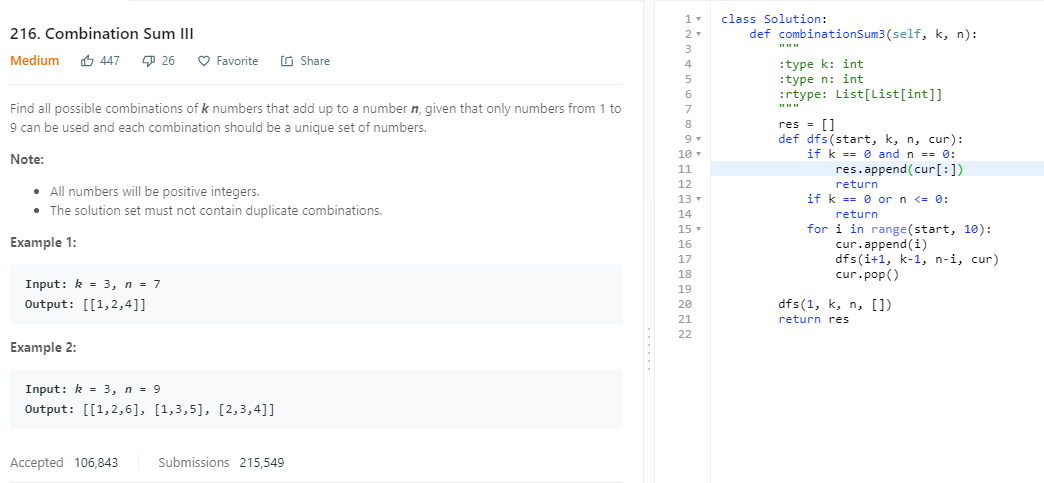 216. Combination Sum III
Medium 447 26 Favorite Share
Find all possible combinations of k numbers that add up to a number n, given that only numbers from 1 to
9 can be used and each combination should be a unique set of numbers.
Note:
• All numbers will be positive integers.
• The solution set must not contain duplicate combinations.
Example 1:
Input: k = 3, n = 7
Output: [[1,2,4]]
Example 2:
Input: k = 3, n = 9
Output: [[1,2,6], [1,3,5], [2,3,4]]
Accepted 106,843 Submissions 215,549
1 class Solution:
2     def combinationSum3(self, k, n):
3         """
4         :type k: int
5         :type n: int
6         :rtype: List[List[int]]
7         """
8         res = []
9         def dfs(start, k, n, cur):
10             if k == 0 and n == 0:
11                 res.append(cur[:])
12                 return
13             if k == 0 or n <= 0:
14                 return
15             for i in range(start, 10):
16                 cur.append(i)
17                 dfs(i+1, k-1, n-i, cur)
18                 cur.pop()
19
20         dfs(1, k, n, [])
21         return res
22